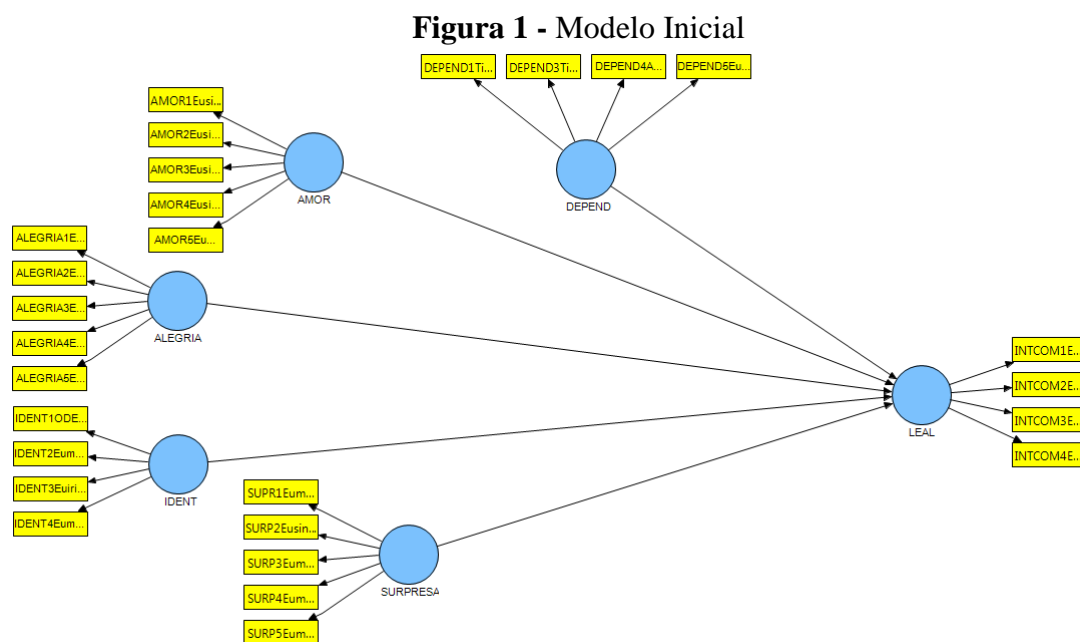 Figura 1 - Modelo Inicial
DEPEND1Ti...
DEPEND3Ti...
DEPEND4A...
DEPEND5Eu...
DEPEND
AMOR1Eusi...
AMOR2Eusi...
AMOR3Eusi...
AMOR4Eusi...
AMOR5Eu...
AMOR
ALEGRIA1E...
ALEGRIA2E...
ALEGRIA3E...
ALEGRIA4E...
ALEGRIA5E...
ALEGRIA
IDENT1ODE...
IDENT2Eum...
IDENT3Euiri...
IDENT4Eum...
IDENT
SUPR1Eum...
SURP2Eusin...
SURP3Eum...
SURP4Eum...
SURP5Eum...
SURPRESA
LEAL
INTCOM1E...
INTCOM2E...
INTCOM3E...
INTCOM4E...